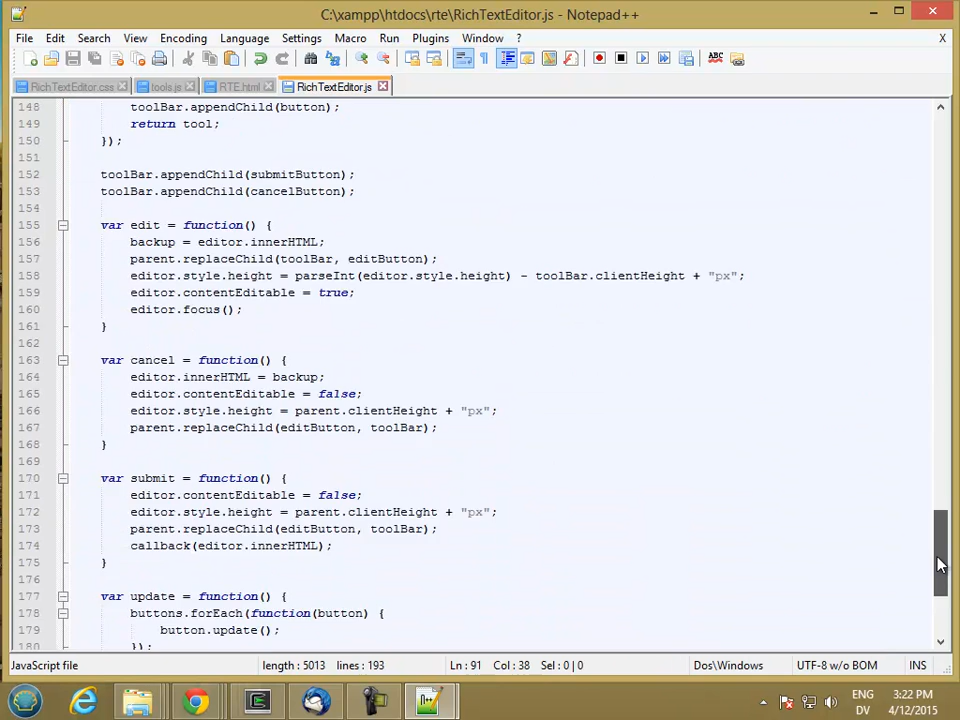 C:\xampp\htdocs\rte\RichTextEditor.js - Notepad++
File Edit Search View Encoding Language Settings Macro Run Plugins Window ? X
RichTextEditor.css tools.js RTE.html RichTextEditor.js
148 toolBar.appendChild(button);
149 return tool;
150 });
151
152 toolBar.appendChild(submitButton);
153 toolBar.appendChild(cancelButton);
154
155 var edit = function() {
156 backup = editor.innerHTML;
157 parent.replaceChild(toolBar, editButton);
158 editor.style.height = parseInt(editor.style.height) - toolBar.clientHeight + "px";
159 editor.contentEditable = true;
160 editor.focus();
161 }
162
163 var cancel = function() {
164 editor.innerHTML = backup;
165 editor.contentEditable = false;
166 editor.style.height = parent.clientHeight + "px";
167 parent.replaceChild(editButton, toolBar);
168 }
169
170 var submit = function() {
171 editor.contentEditable = false;
172 editor.style.height = parent.clientHeight + "px";
173 parent.replaceChild(editButton, toolBar);
174 callback(editor.innerHTML);
175 }
176
177 var update = function() {
178 buttons.forEach(function(button) {
179 button.update();
180 });
JavaScript file length : 5013 lines : 193 Ln : 91 Col : 38 Sel : 0 | 0 Dos\Windows UTF-8 w/o BOM INS
ENG 3:22 PM
DV 4/12/2015